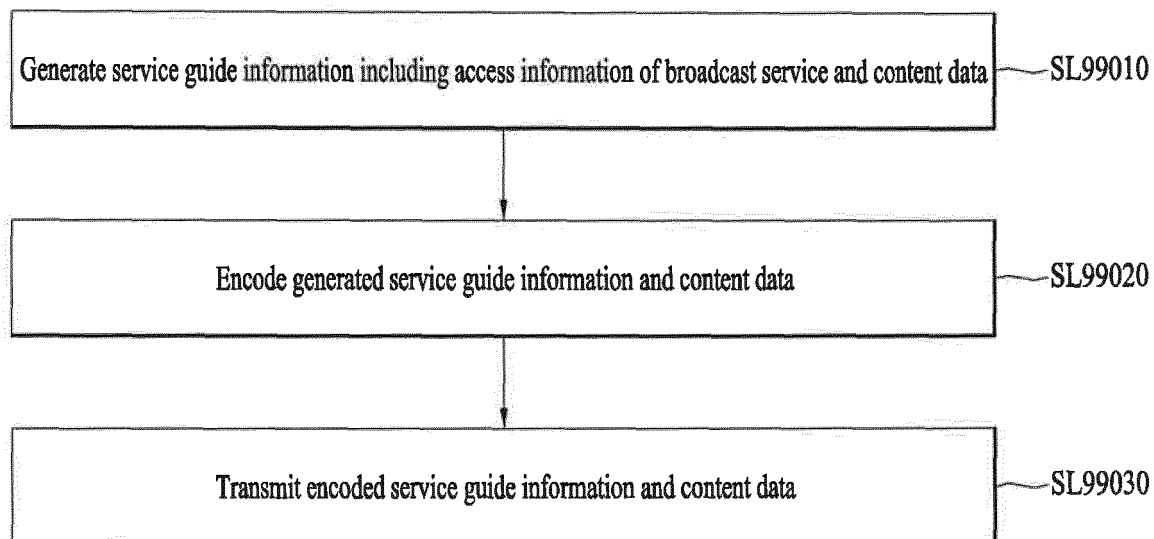 Generate service guide information including access information of broadcast service and content data
SL99010
Encode generated service guide information and content data
SL99020
Transmit encoded service guide information and content data
SL99030